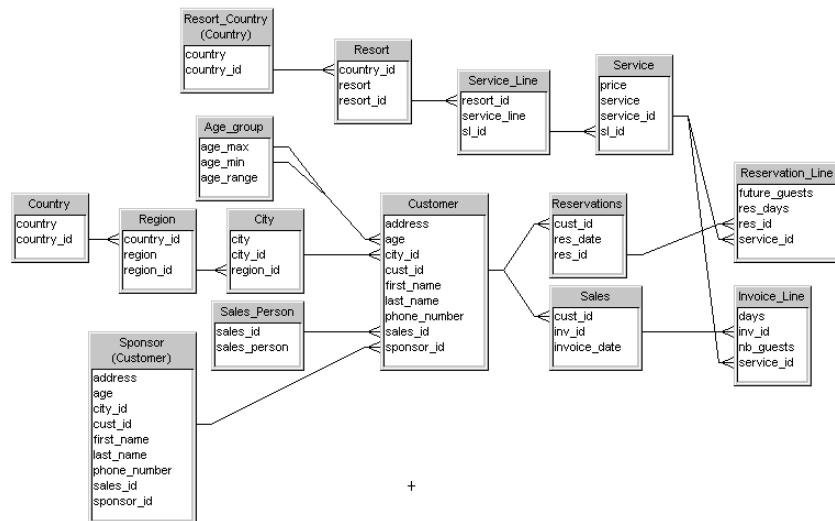 Resort_Country
(Country)
country
country_id
Resort
country_id
resort
resort_id
Service_Line
resort_id
service_line
sl_id
Service
price
service
service_id
sl_id
Age_group
age_max
age_min
age_range
Country
country
country_id
Region
country_id
region
region_id
City
city
city_id
region_id
Customer
address
age
city_id
cust_id
first_name
last_name
phone_number
sales_id
sponsor_id
Reservations
cust_id
res_date
res_id
Reservation_Line
future_guests
res_days
res_id
service_id
Sales_Person
sales_id
sales_person
Sales
cust_id
inv_id
invoice_date
Invoice_Line
days
inv_id
nb_guests
service_id
Sponsor
(Customer)
address
age
city_id
cust_id
first_name
last_name
phone_number
sales_id
sponsor_id